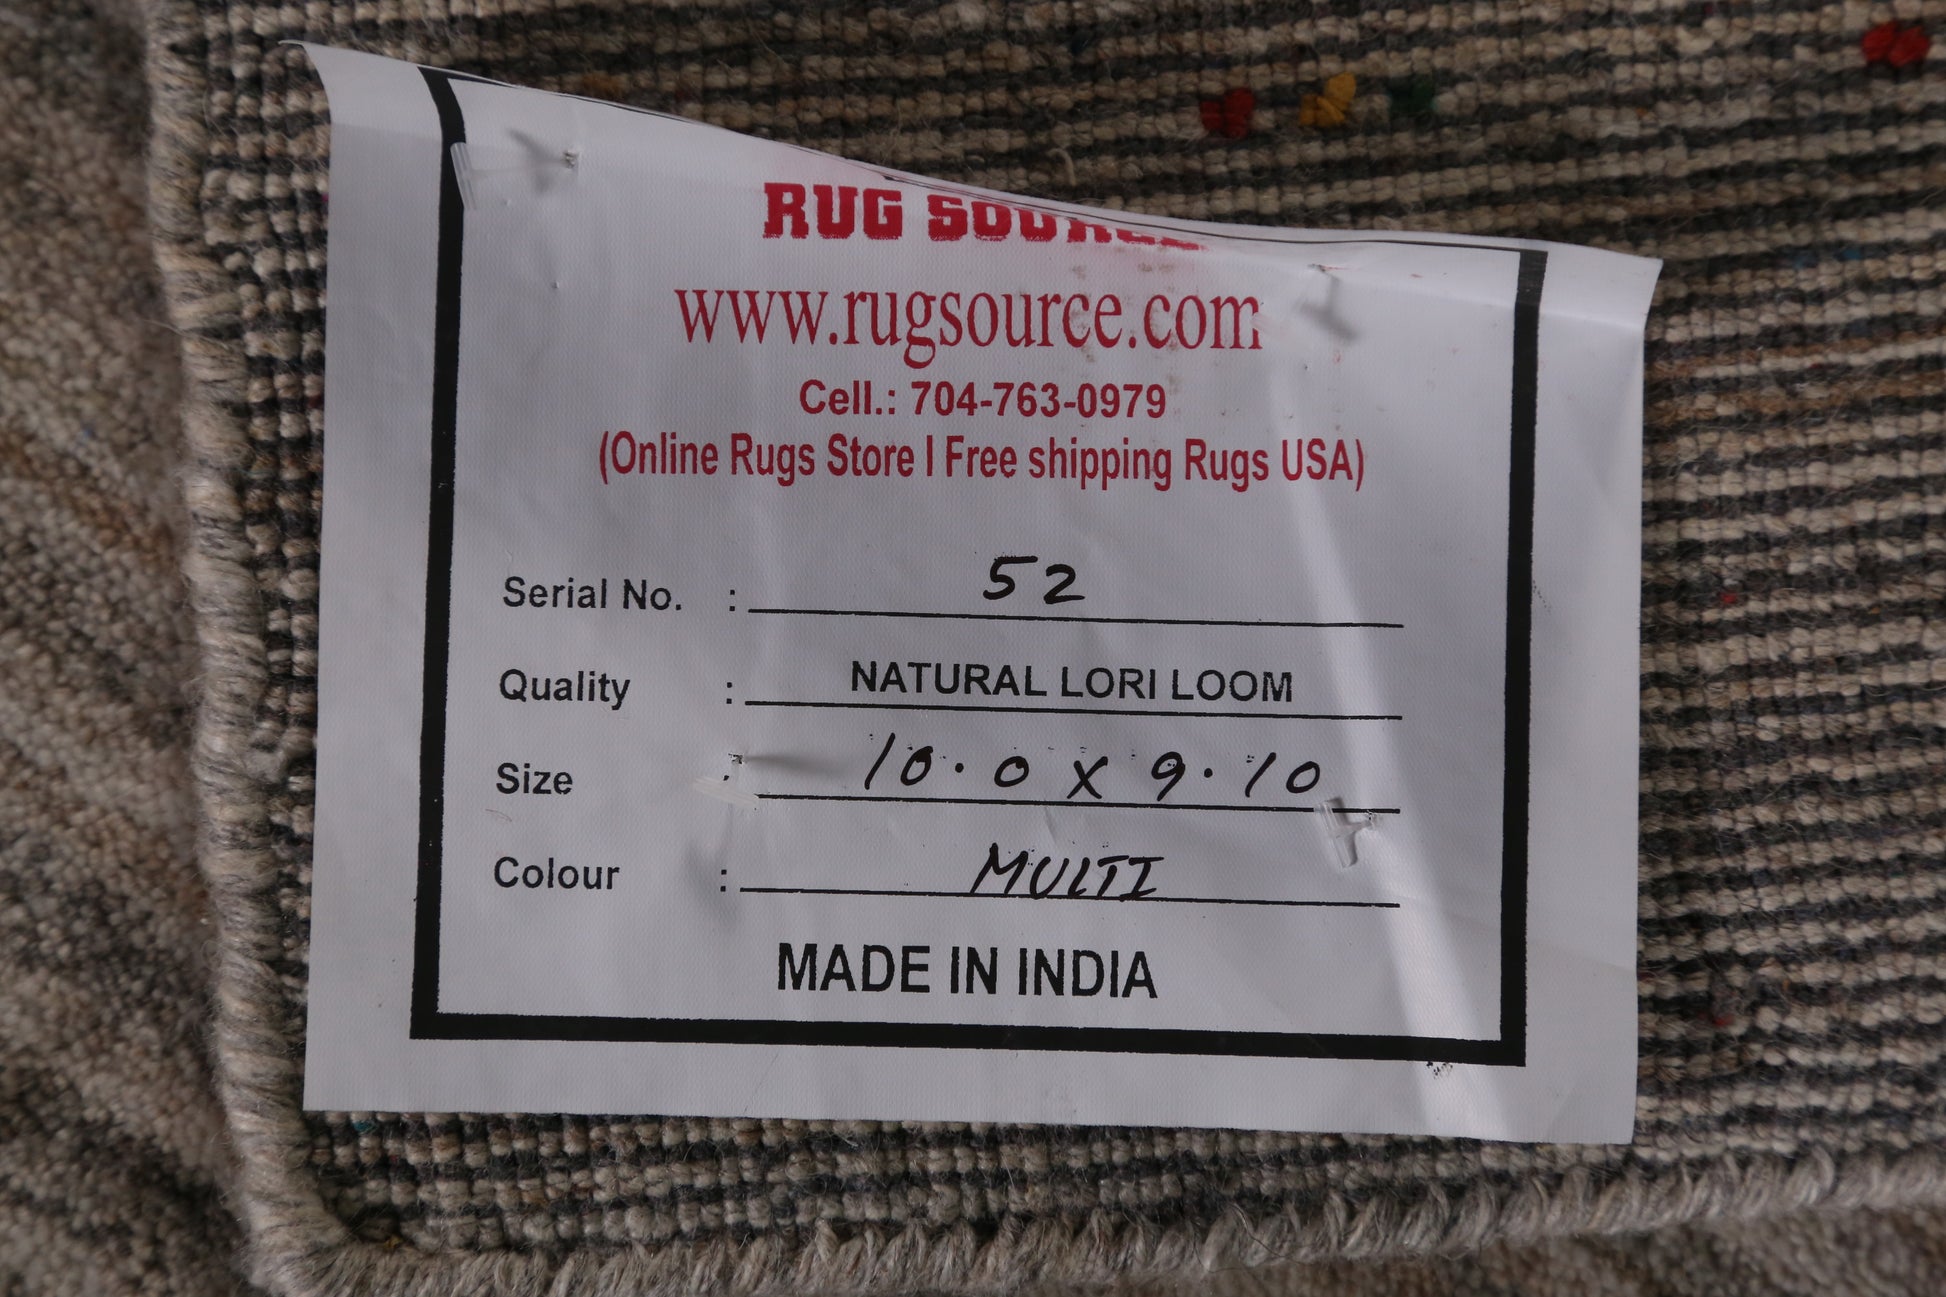 RUG SOURCE
www.rugsource.com
Cell.: 704-763-0979
(Online Rugs Store I Free shipping Rugs USA)
Serial No. : 52
Quality : NATURAL LORI LOOM
Size : 10.0 X 9.10
Colour : MULTI
MADE IN INDIA